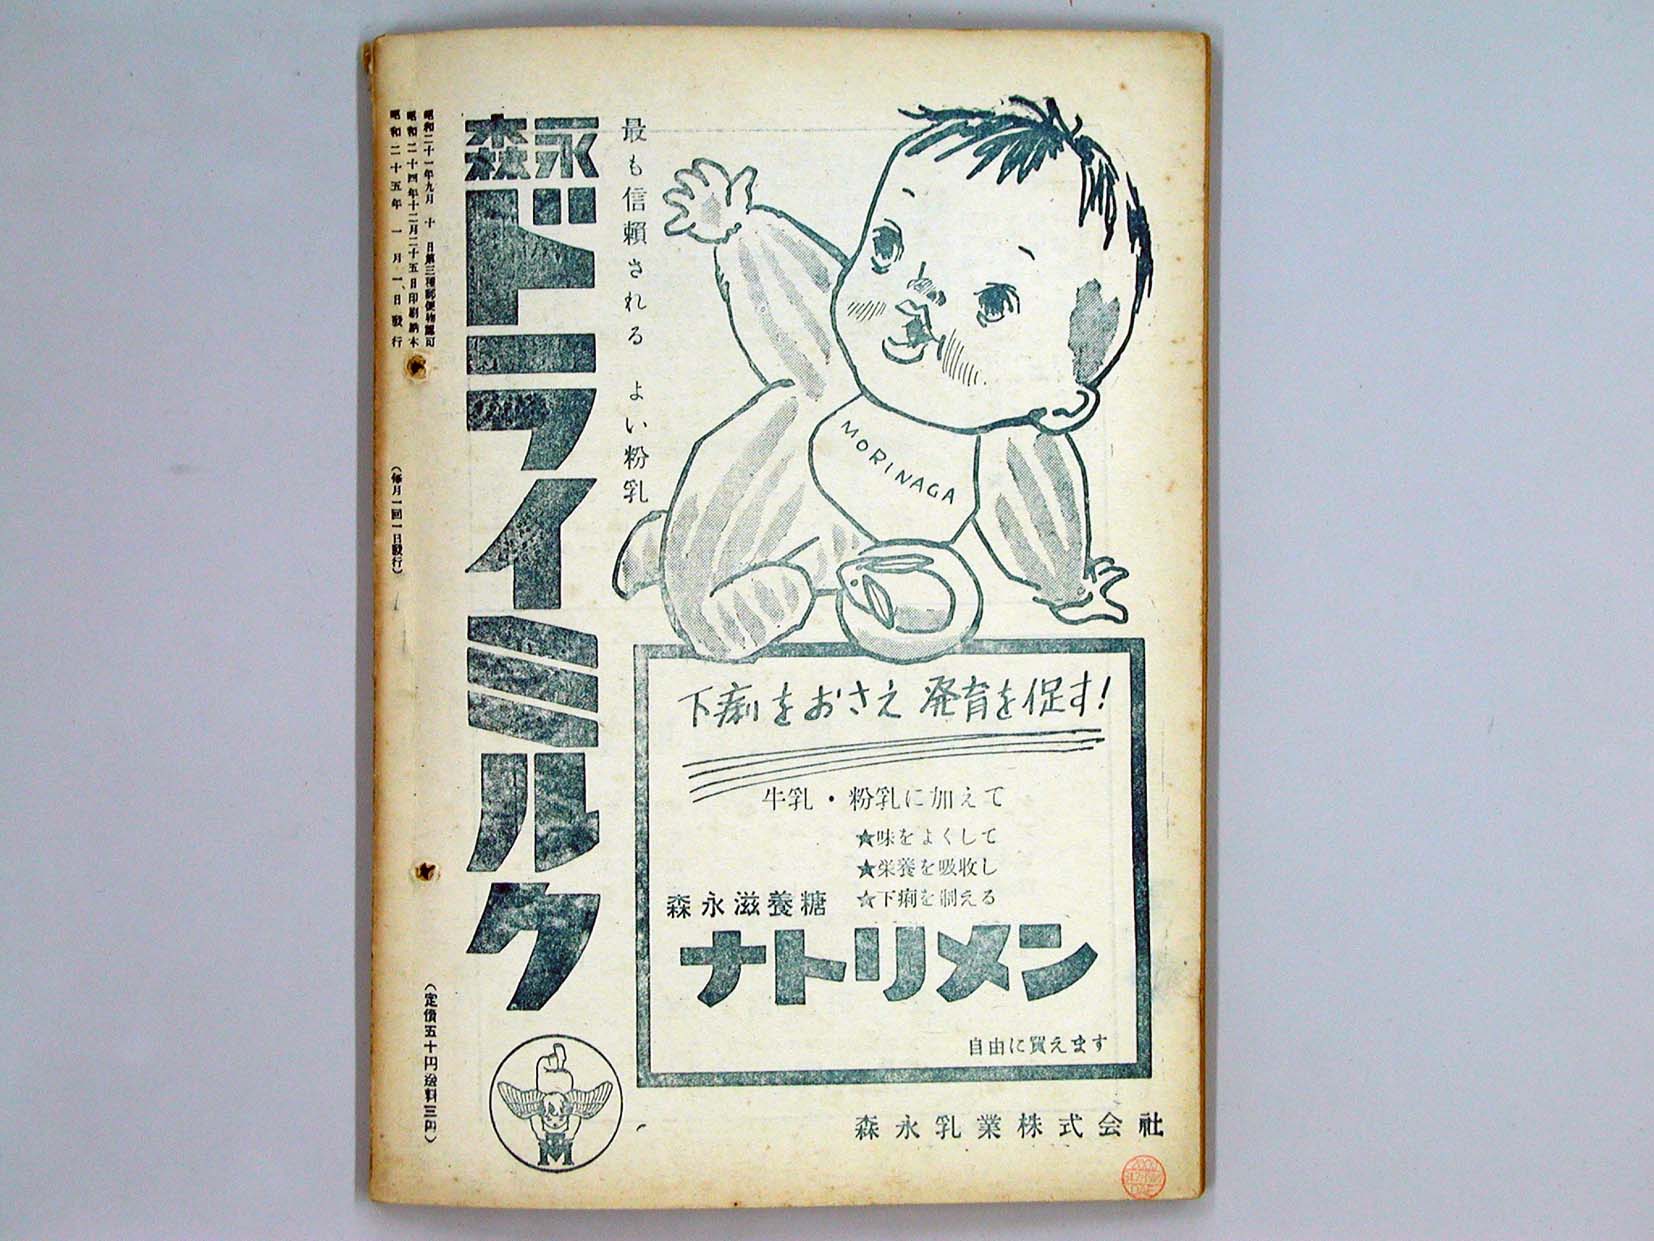 昭和二十一年九月十日第三種郵便物認可
昭和二十四年十二月二十五日印刷納本
昭和二十五年一月一日発行
(毎月一回一日発行)
(定価五十円送料三円)
森永
ドライミルク
最も信頼される よい粉乳
MORINAGA
下痢をおさえ 発育を促す!
牛乳・粉乳に加えて
★味をよくして
★栄養を吸收し
★下痢を制える
森永滋養糖
ナトリメン
自由に買えます
M
森永乳業株式会社
2000